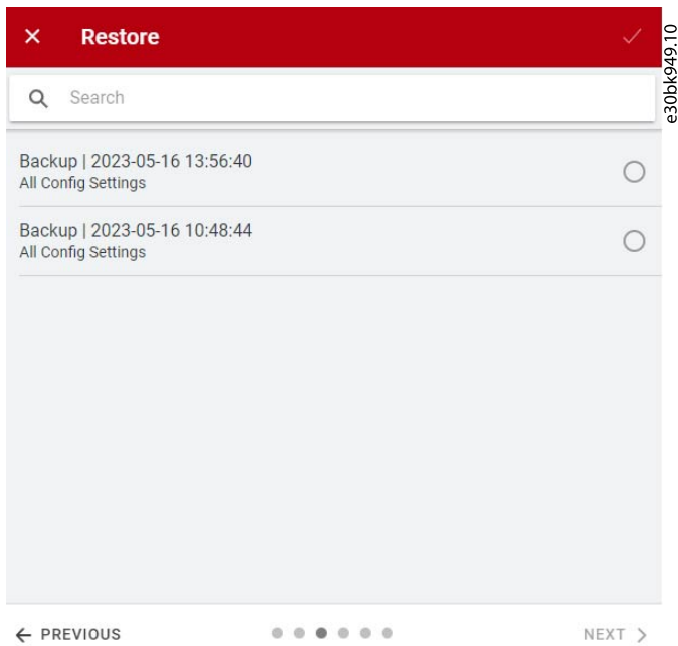 Restore
Search
Backup | 2023-05-16 13:56:40
All Config Settings
Backup | 2023-05-16 10:48:44
All Config Settings
PREVIOUS
NEXT
e30bk949.10